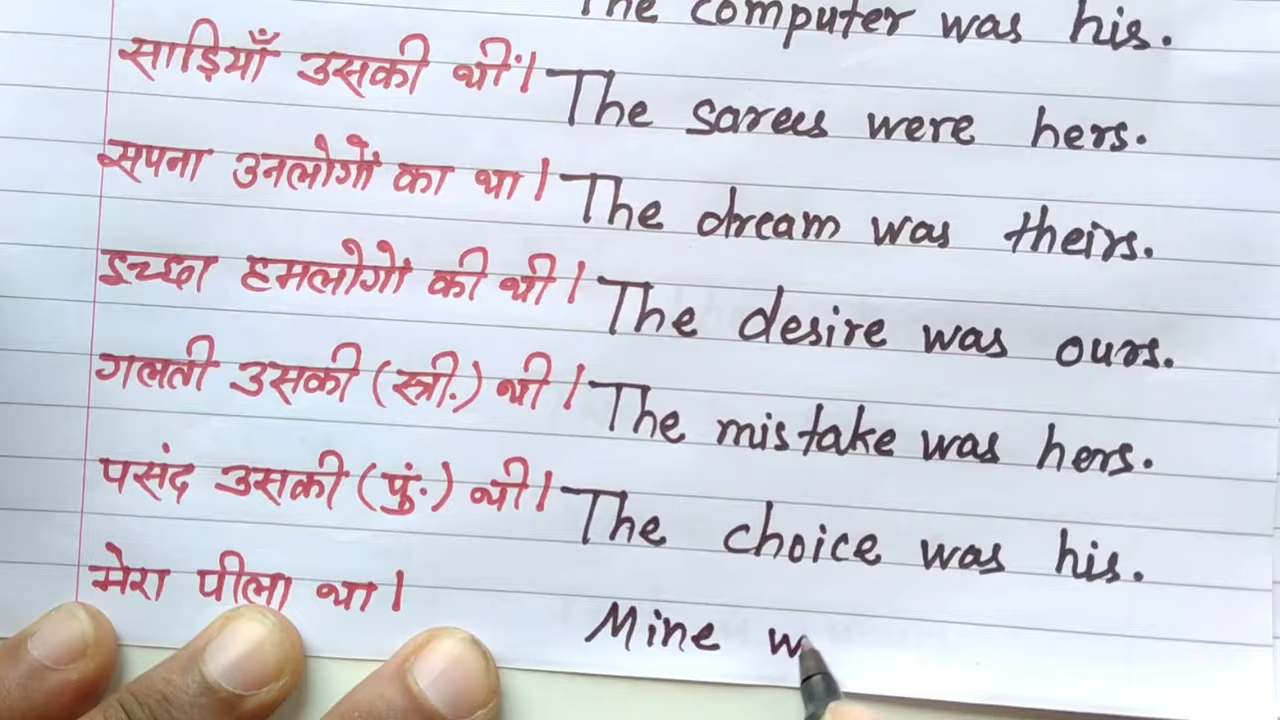 The computer was his.
साड़ियाँ उसकी थीं। The sarees were hers.
सपना उनलोगों का था। The dream was theirs.
इच्छा हमलोगों की थी। The desire was ours.
गलती उसकी (स्त्री.) थी। The mistake was hers.
पसंद उसकी (पुं.) थी। The choice was his.
मेरा पीला था। Mine w